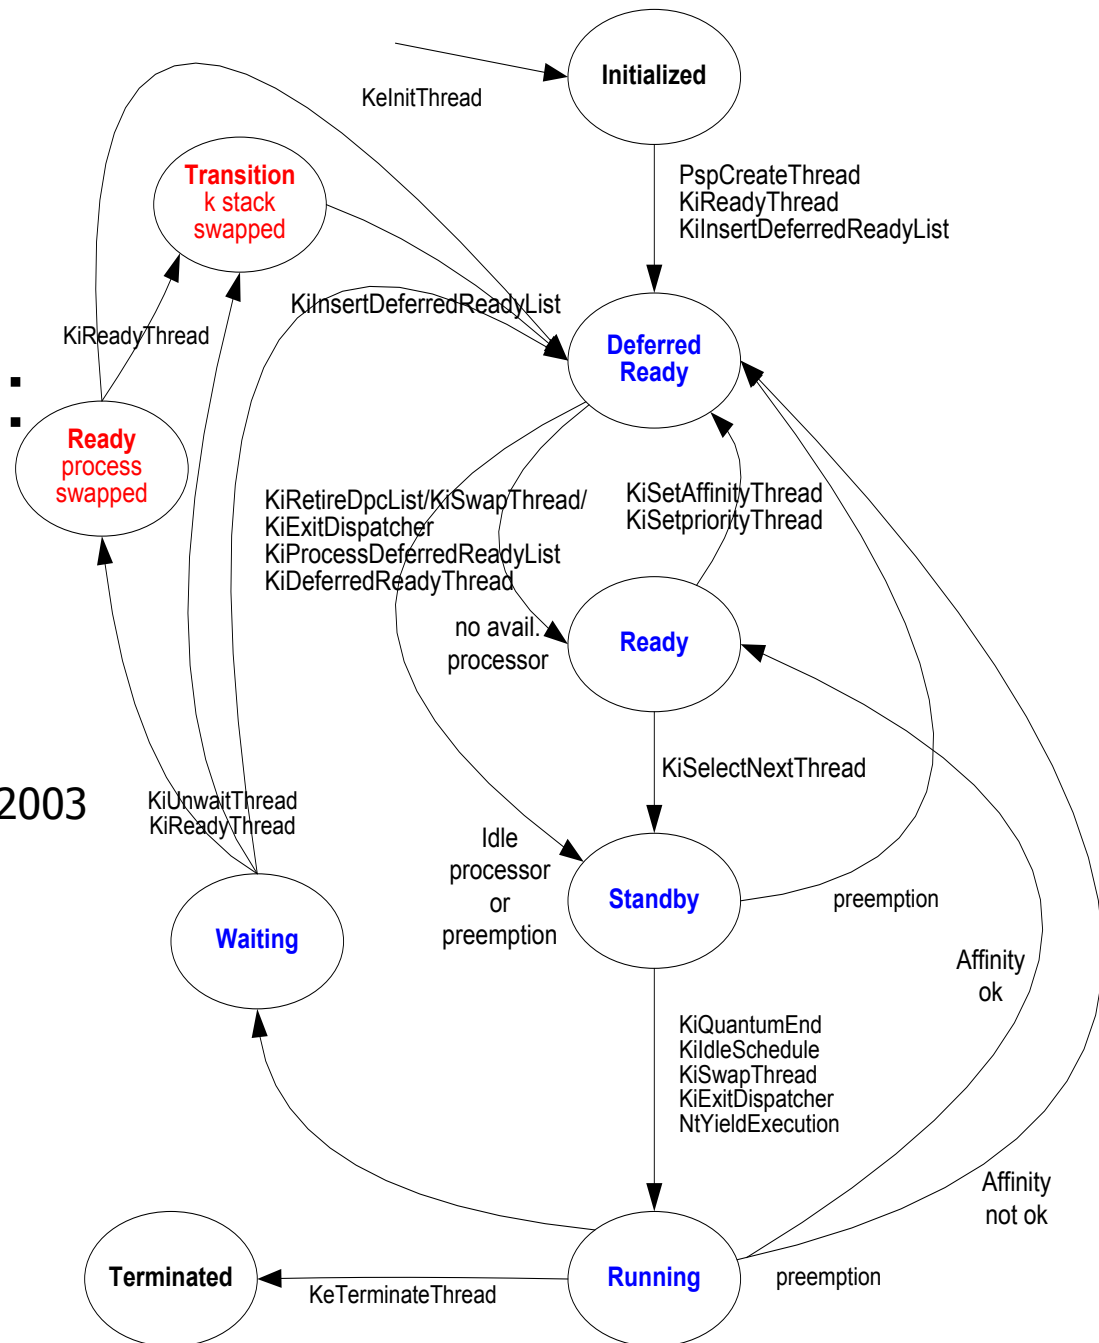 Initialized
KeInitThread
Transition
k stack
swapped
PspCreateThread
KiReadyThread
KiInsertDeferredReadyList
KiInsertDeferredReadyList
KiReadyThread
Deferred
Ready
:
Ready
process
swapped
KiRetireDpcList/KiSwapThread/
KiExitDispatcher
KiProcessDeferredReadyList
KiDeferredReadyThread
KiSetAffinityThread
KiSetpriorityThread
no avail.
processor
Ready
KiSelectNextThread
2003
KiUnwaitThread
KiReadyThread
Idle
processor
or
preemption
Standby
preemption
Waiting
Affinity
ok
KiQuantumEnd
KiIdleSchedule
KiSwapThread
KiExitDispatcher
NtYieldExecution
Affinity
not ok
Terminated
KeTerminateThread
Running
preemption